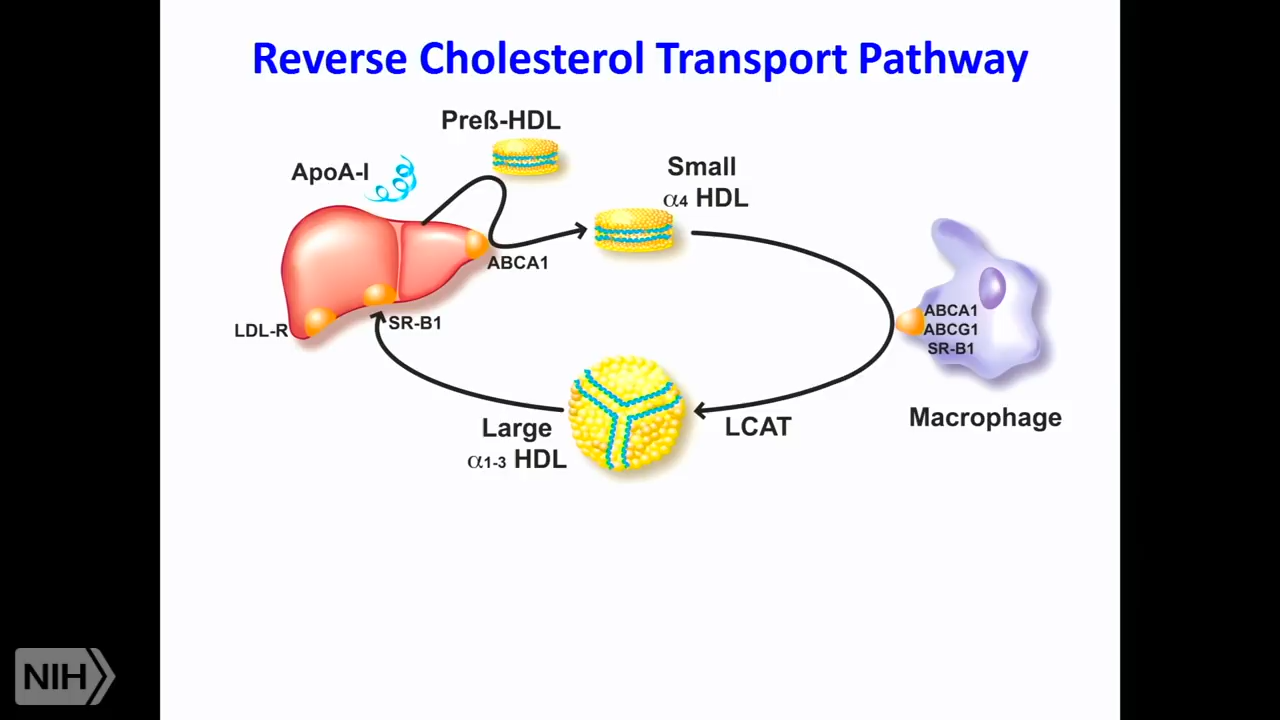 Reverse Cholesterol Transport Pathway
Preß-HDL
ApoA-I
Small
α4 HDL
ABCA1
LDL-R
SR-B1
ABCA1
ABCG1
SR-B1
Macrophage
Large
α1-3 HDL
LCAT
NIH